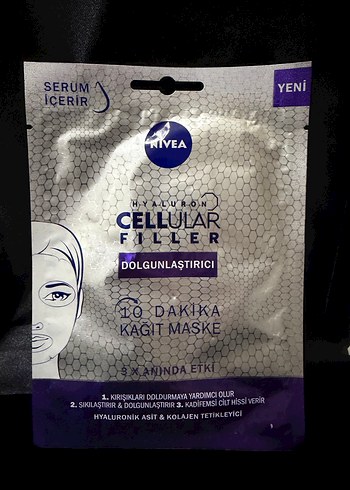 SERUM
İÇERİR
YENİ
NIVEA
HYALURON
CELLULAR
FILLER
DOLGUNLAŞTIRICI
10 DAKİKA
KAĞIT MASKE
3 X ANINDA ETKİ
1. KIRIŞIKLARI DOLDURMAYA YARDIMCI OLUR
2. SIKILAŞTIRIR & DOLGUNLAŞTIRIR 3. KADİFEMSİ CİLT HİSSİ VERİR
HYALURONİK ASİT & KOLAJEN TETİKLEYİCİ